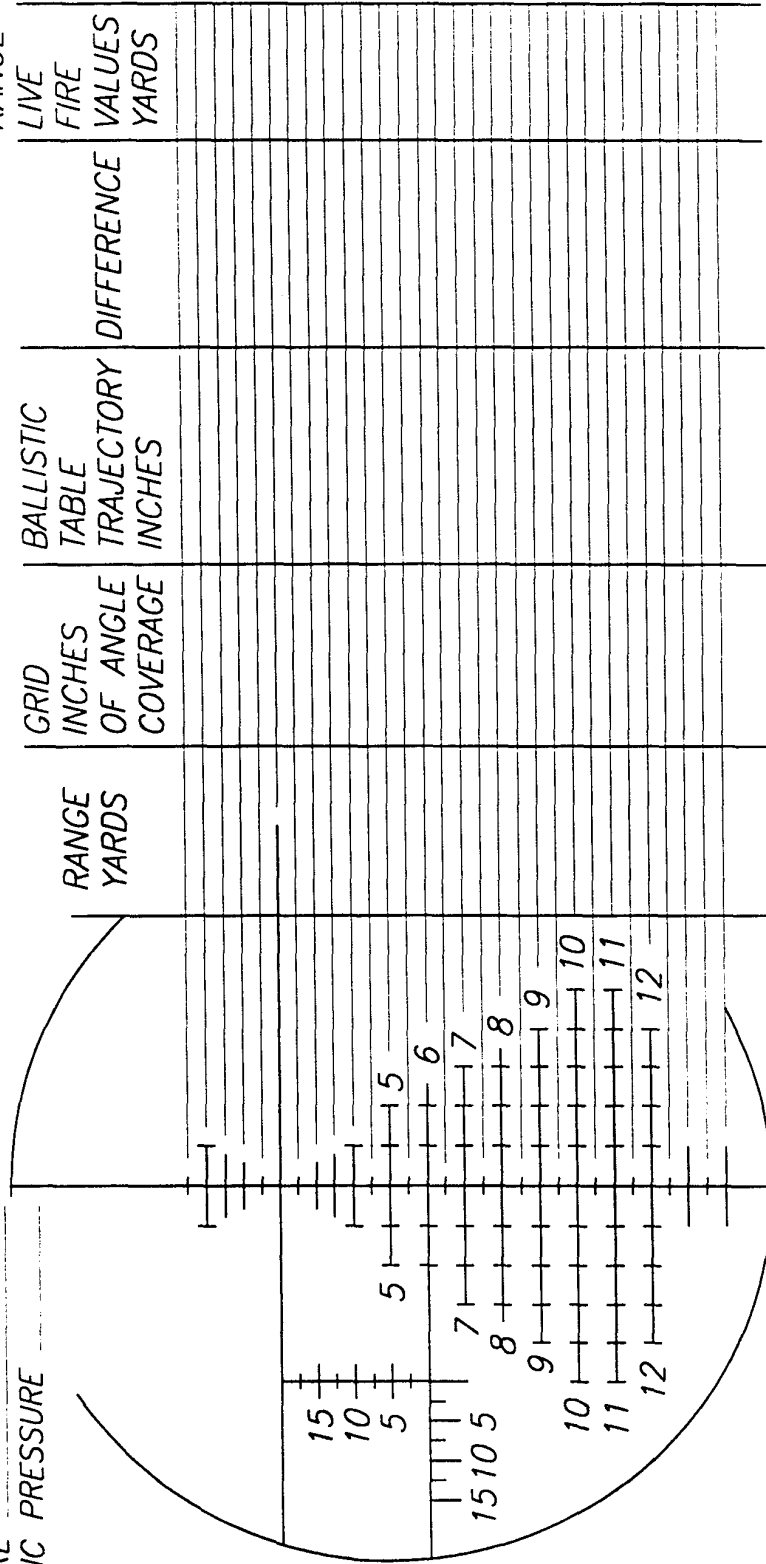 IC PRESSURE
RANGE
YARDS
GRID
INCHES
OF ANGLE
COVERAGE
BALLISTIC
TABLE
TRAJECTORY
INCHES
DIFFERENCE
LIVE
FIRE
VALUES
YARDS
5 5
6
7 7
8 8
9 9
10 10
11 11
12 12
15
10
5
15 10 5